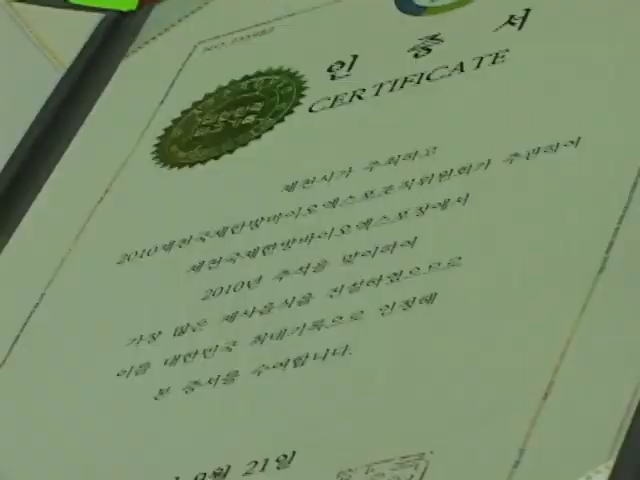 인 증 서
CERTIFICATE
제천시가 주최하고
2010제천국제한방바이오엑스포조직위원회가 주관하여
제천국제한방바이오엑스포장에서
2010년 추석을 맞이하여
가장 많은 제사음식을 진설하였으므로
이를 대한민국 최대기록으로 인정해
본 증서를 수여합니다.
9월 21일